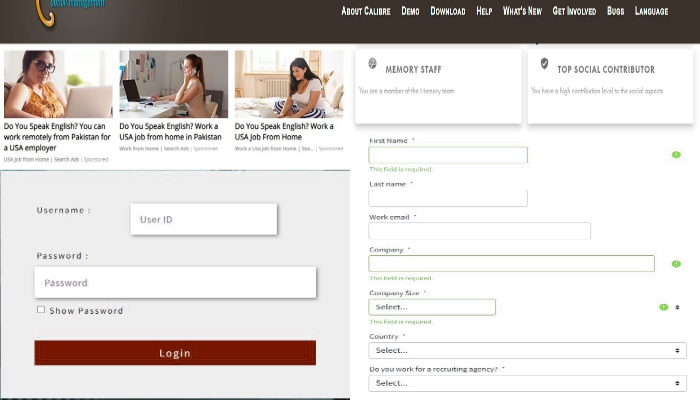 ebook management
About Calibre Demo Download Help What's New Get Involved Bugs Language
Do You Speak English? You can
work remotely from Pakistan for
a USA employer
USA Job from Home | Search Ads | Sponsored
Do You Speak English? Work a
USA job from home in Pakistan
Work from Home | Search Ads | Sponsored
Do You Speak English? Work a
USA Job From Home
Work a Usa Job from Home | Sea... | Sponsored
MEMORY STAFF
You are a member of the Memory team
TOP SOCIAL CONTRIBUTOR
You have a high contribution level to the social aspects
Username :
User ID
Password :
Password
Show Password
Login
First Name *
This field is required.
Last name *
Work email *
Company *
This field is required.
Company Size *
Select...
This field is required.
Country *
Select...
Do you work for a recruiting agency? *
Select...